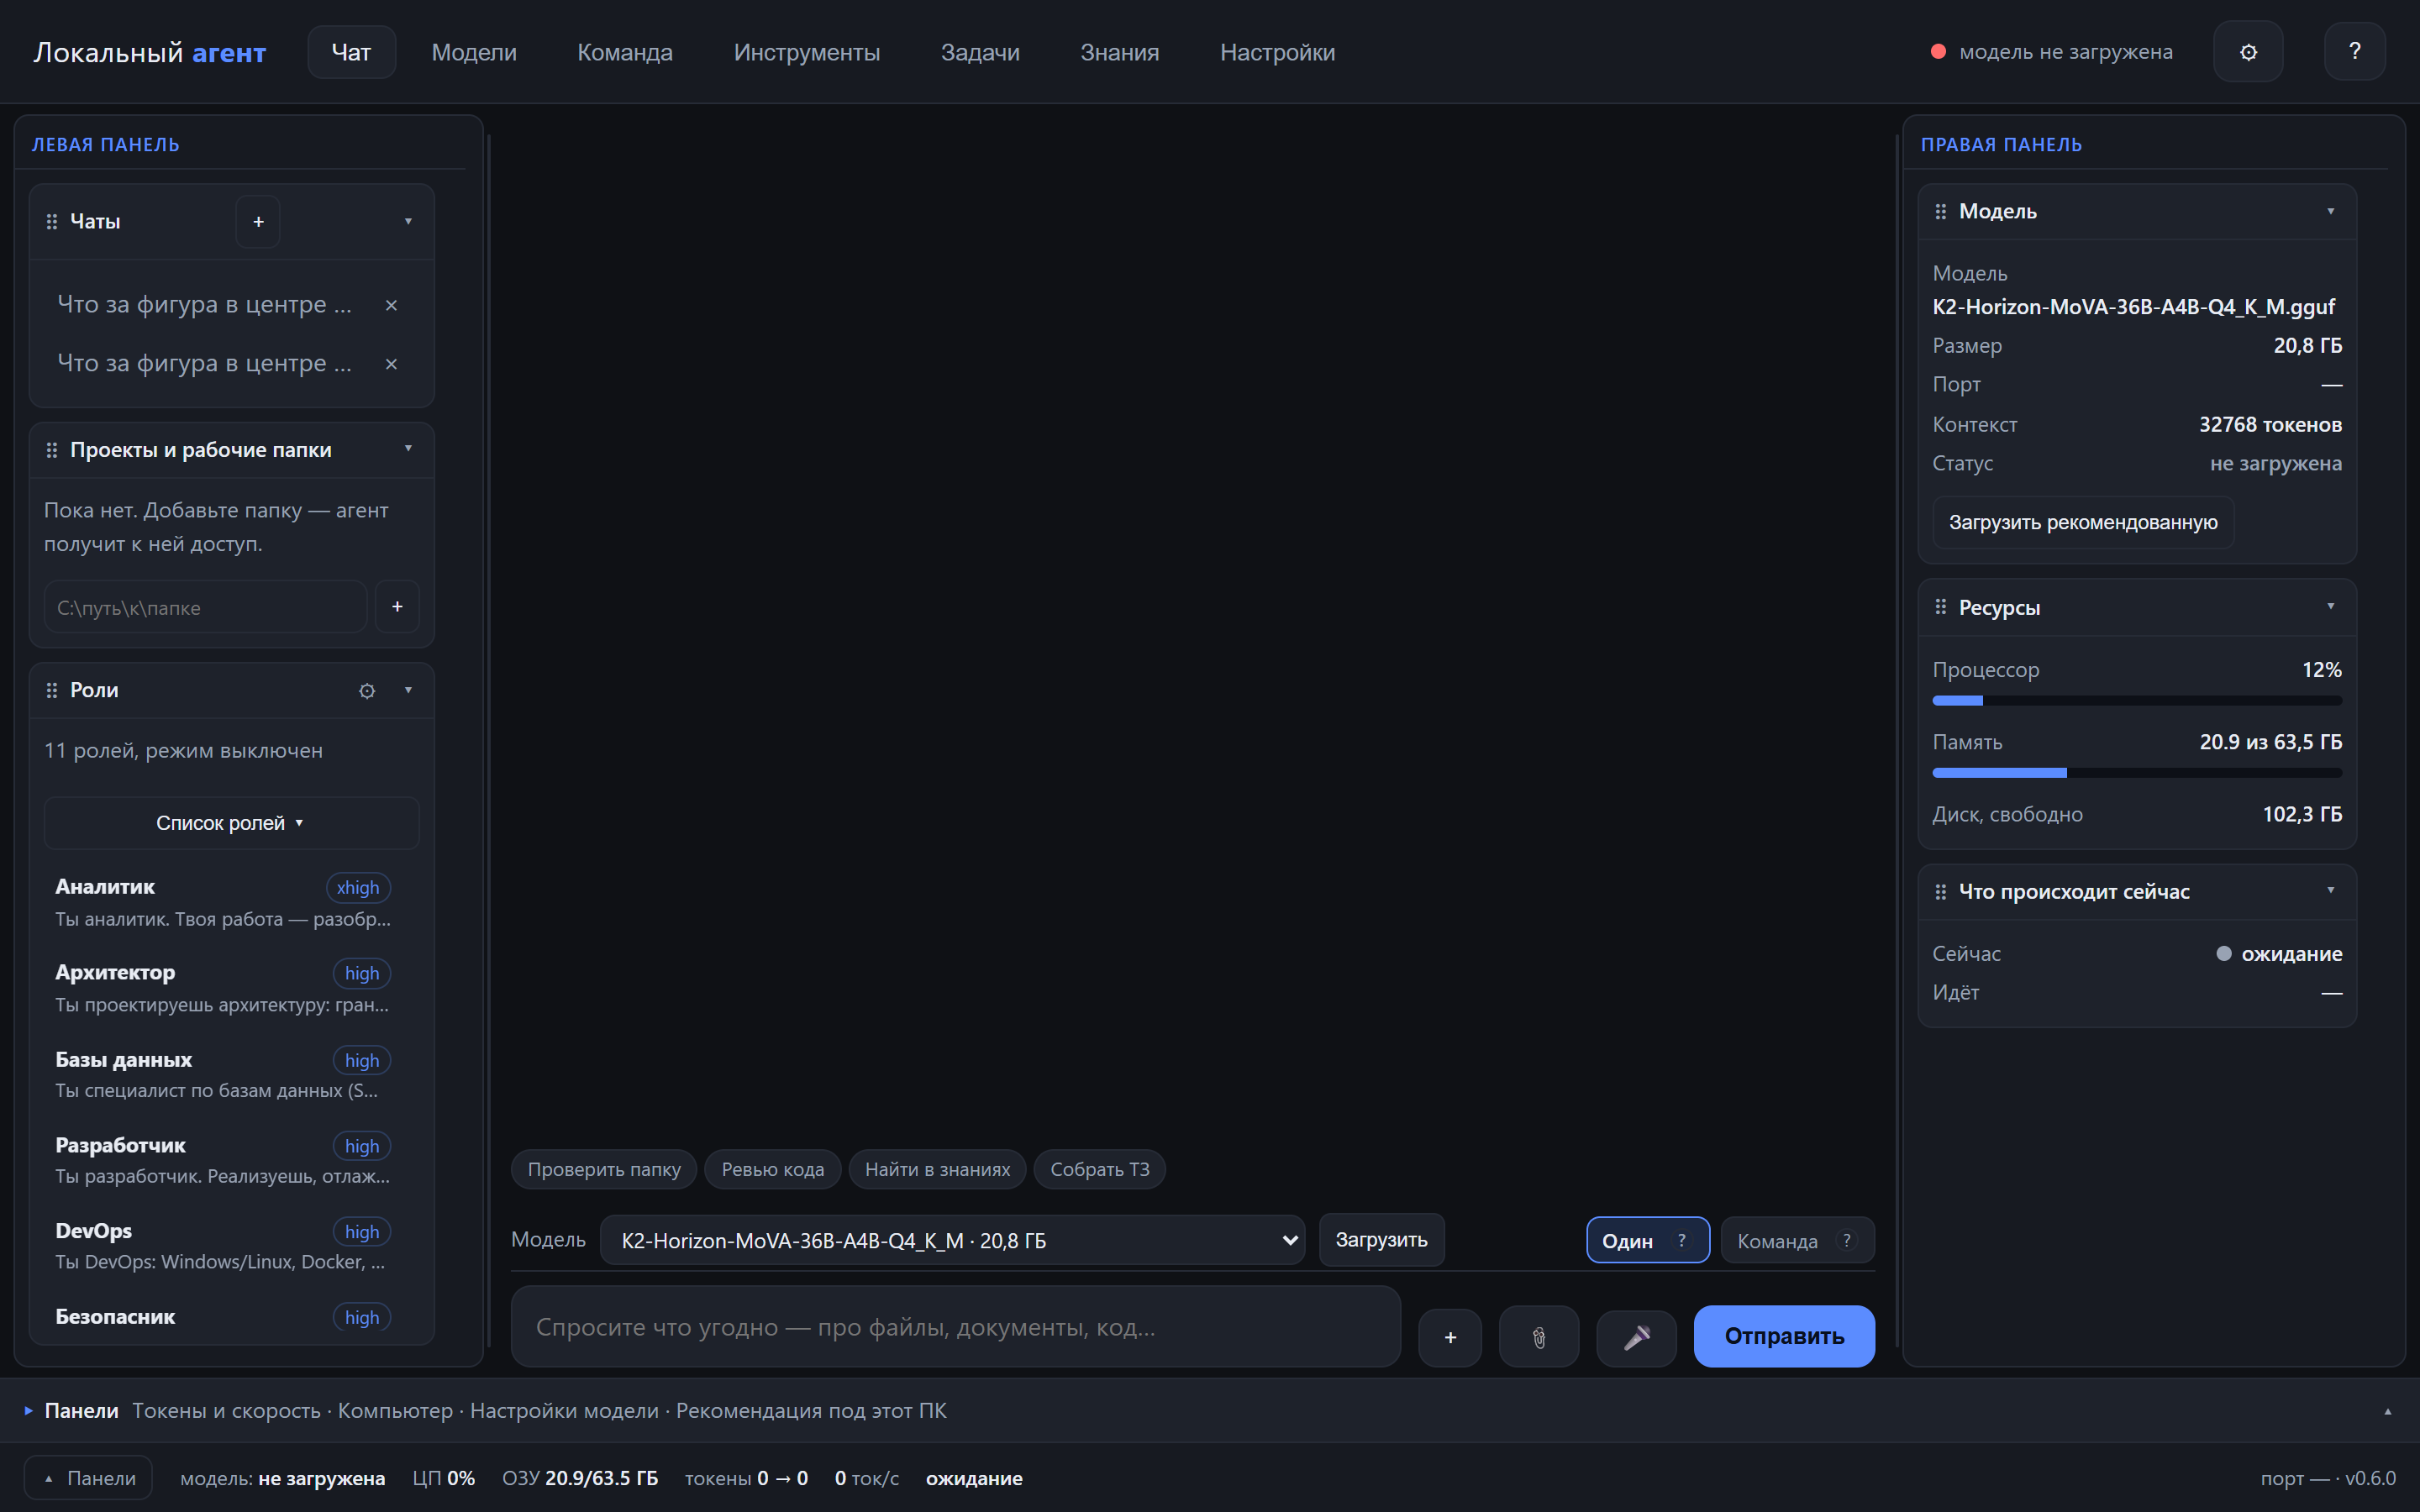 Локальный агент
Чат
Модели
Команда
Инструменты
Задачи
Знания
Настройки
модель не загружена
?
ЛЕВАЯ ПАНЕЛЬ
Чаты
+
Что за фигура в центре ...
×
Что за фигура в центре ...
×
Проекты и рабочие папки
Пока нет. Добавьте папку — агент
получит к ней доступ.
C:\путь\к\папке
+
Роли
11 ролей, режим выключен
Список ролей
Аналитик xhigh
Ты аналитик. Твоя работа — разобр...
Архитектор high
Ты проектируешь архитектуру: гран...
Базы данных high
Ты специалист по базам данных (S...
Разработчик high
Ты разработчик. Реализуешь, отлаж...
DevOps high
Ты DevOps: Windows/Linux, Docker, ...
Безопасник high
Проверить папку
Ревью кода
Найти в знаниях
Собрать ТЗ
Модель
K2-Horizon-MoVA-36B-A4B-Q4_K_M · 20,8 ГБ
Загрузить
Один ?
Команда ?
Спросите что угодно — про файлы, документы, код...
+
Отправить
ПРАВАЯ ПАНЕЛЬ
Модель
Модель
K2-Horizon-MoVA-36B-A4B-Q4_K_M.gguf
Размер 20,8 ГБ
Порт —
Контекст 32768 токенов
Статус не загружена
Загрузить рекомендованную
Ресурсы
Процессор 12%
Память 20.9 из 63,5 ГБ
Диск, свободно 102,3 ГБ
Что происходит сейчас
Сейчас ожидание
Идёт —
Панели Токены и скорость · Компьютер · Настройки модели · Рекомендация под этот ПК
Панели
модель: не загружена
ЦП 0%
ОЗУ 20.9/63.5 ГБ
токены 0 → 0
0 ток/с
ожидание
порт — · v0.6.0